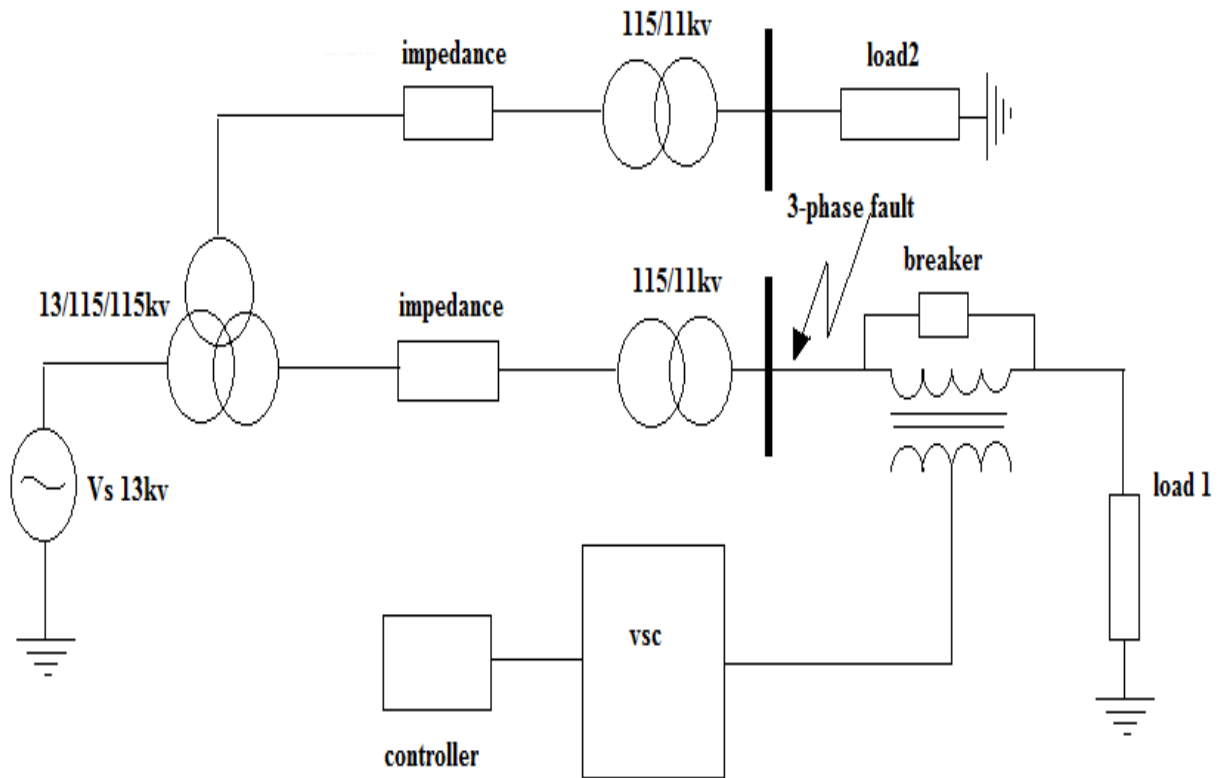 115/11kv
impedance
load2
3-phase fault
13/115/115kv
impedance
115/11kv
breaker
Vs 13kv
load 1
vsc
controller